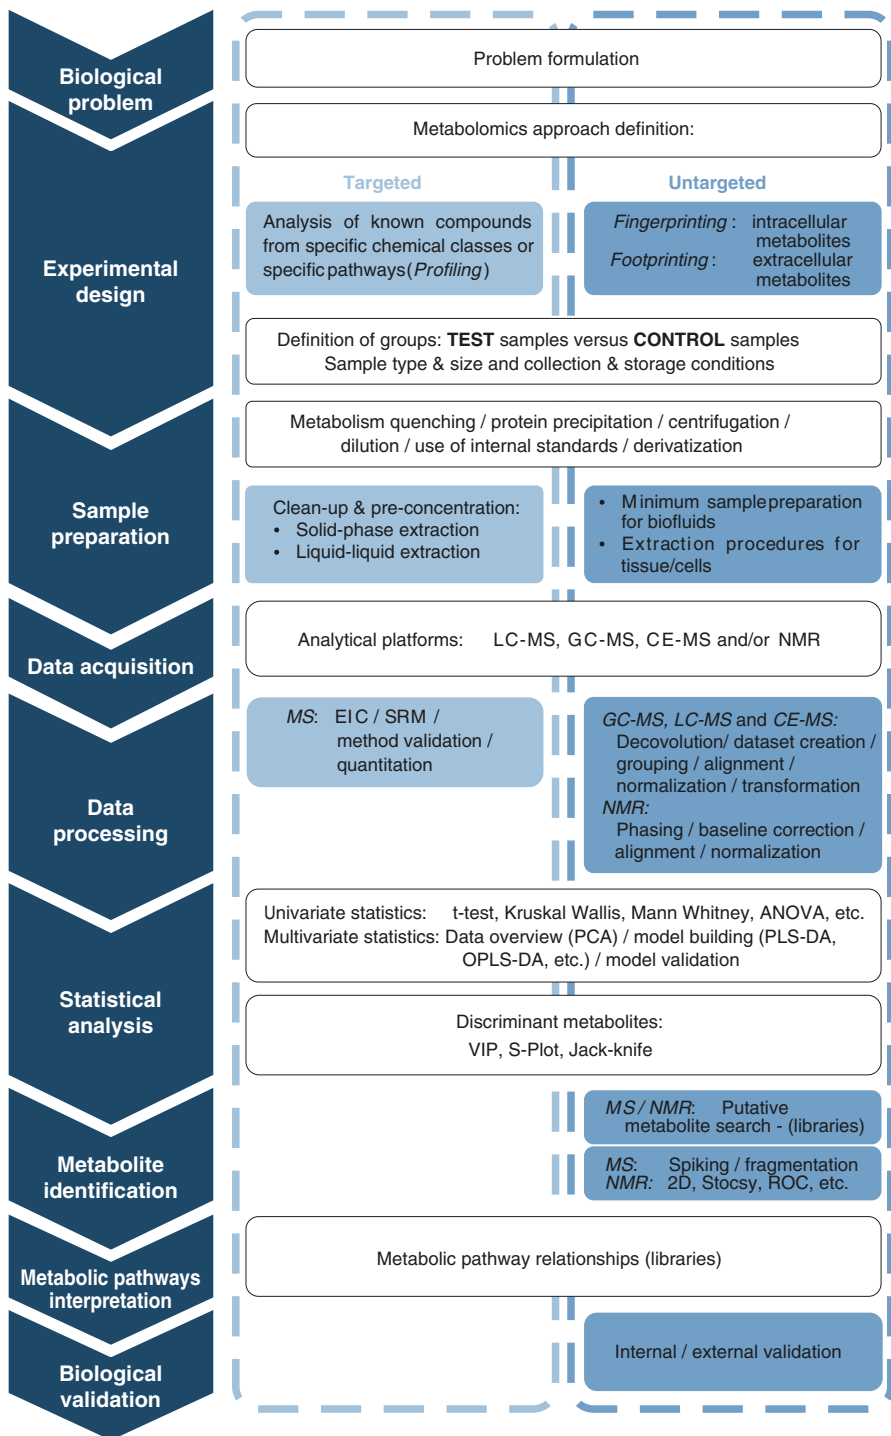 Biological
problem
Problem formulation
Experimental
design
Metabolomics approach definition:
Targeted
Analysis of known compounds
from specific chemical classes or
specific pathways (Profiling)
Untargeted
Fingerprinting: intracellular
metabolites
Footprinting: extracellular
metabolites
Definition of groups: TEST samples versus CONTROL samples
Sample type & size and collection & storage conditions
Sample
preparation
Metabolism quenching / protein precipitation / centrifugation /
dilution / use of internal standards / derivatization
Clean-up & pre-concentration:
• Solid-phase extraction
• Liquid-liquid extraction
• Minimum sample preparation
for biofluids
• Extraction procedures for
tissue/cells
Data acquisition
Analytical platforms: LC-MS, GC-MS, CE-MS and/or NMR
Data
processing
MS: EIC / SRM /
method validation /
quantitation
GC-MS, LC-MS and CE-MS:
Decovolution/ dataset creation /
grouping / alignment /
normalization / transformation
NMR:
Phasing / baseline correction /
alignment / normalization
Statistical
analysis
Univariate statistics: t-test, Kruskal Wallis, Mann Whitney, ANOVA, etc.
Multivariate statistics: Data overview (PCA) / model building (PLS-DA,
OPLS-DA, etc.) / model validation
Discriminant metabolites:
VIP, S-Plot, Jack-knife
Metabolite
identification
MS / NMR: Putative
metabolite search - (libraries)
MS: Spiking / fragmentation
NMR: 2D, Stocsy, ROC, etc.
Metabolic pathways
interpretation
Metabolic pathway relationships (libraries)
Biological
validation
Internal / external validation